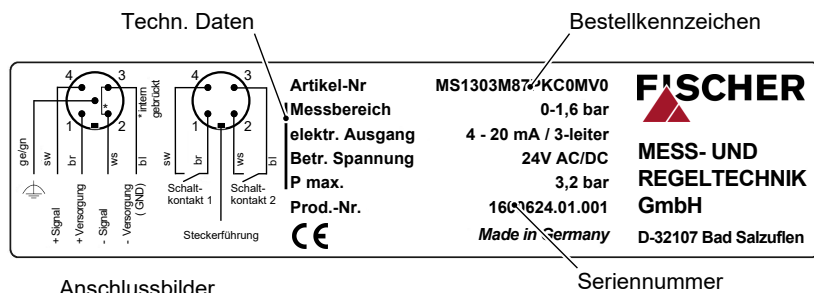 Techn. Daten
Bestellkennzeichen
4 3
*intern gebrückt
*
1 2
ge/gn sw br ws bl
+ Signal
+ Versorgung
- Signal
- Versorgung (GND)
4 3
1 2
sw br ws bl
Schalt-
kontakt 1
Schalt-
kontakt 2
Steckerführung
Artikel-Nr
Messbereich 0-1,6 bar
elektr. Ausgang 4 - 20 mA / 3-leiter
Betr. Spannung 24V AC/DC
P max. 3,2 bar
Prod.-Nr.
CE Made in Germany
FISCHER
MESS- UND
REGELTECHNIK
GmbH
D-32107 Bad Salzuflen
Anschlussbilder
Seriennummer